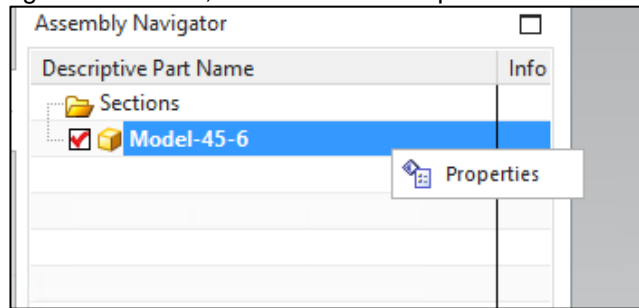 Assembly Navigator
Descriptive Part Name Info
Sections
Model-45-6
Properties